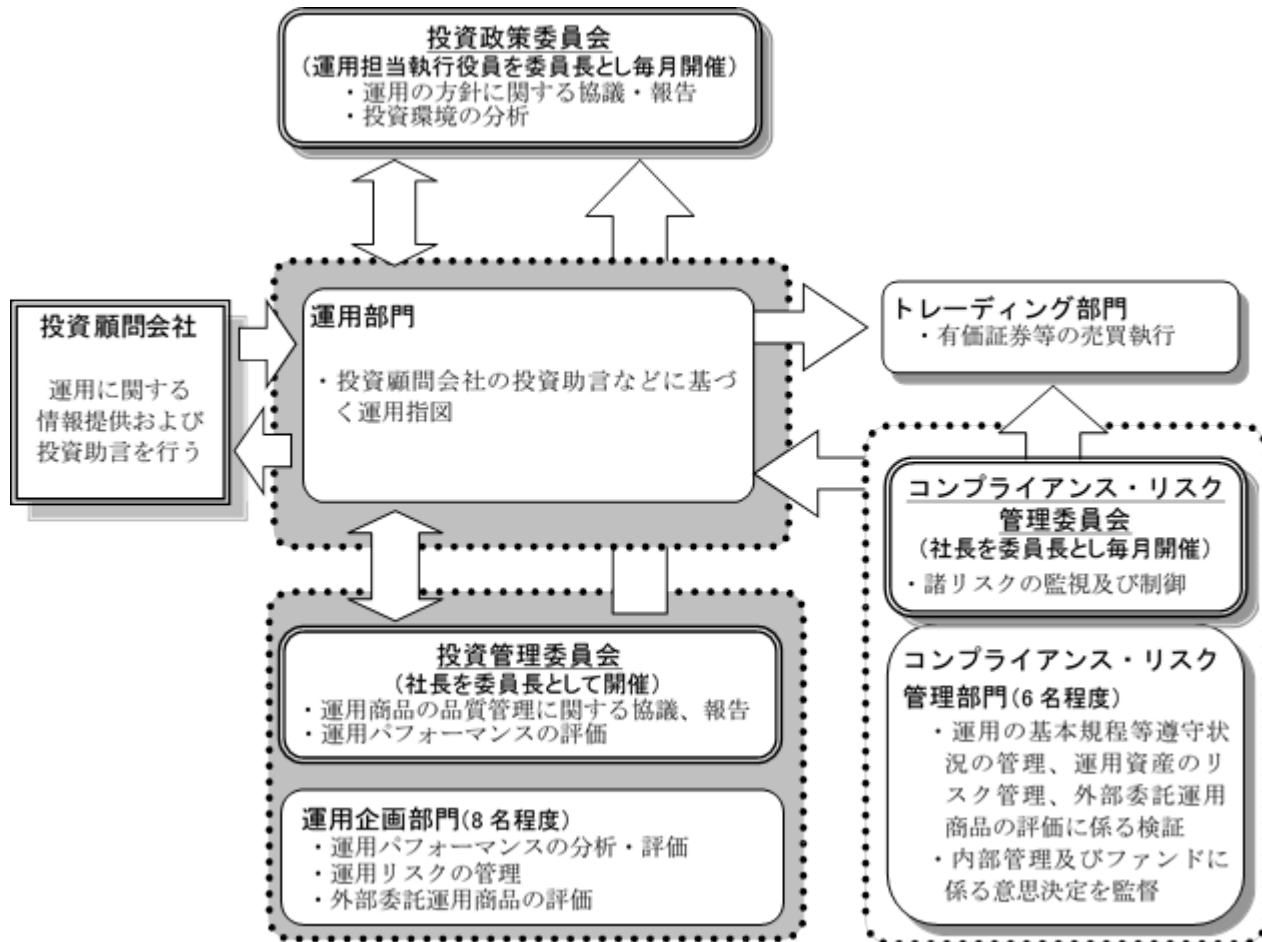 投資政策委員会
(運用担当執行役員を委員長とし毎月開催)
・運用の方針に関する協議・報告
・投資環境の分析
投資顧問会社
運用に関する
情報提供および
投資助言を行う
運用部門
・投資顧問会社の投資助言などに基づ
く運用指図
トレーディング部門
・有価証券等の売買執行
コンプライアンス・リスク
管理委員会
(社長を委員長とし毎月開催)
・諸リスクの監視及び制御
コンプライアンス・リスク
管理部門(6名程度)
・運用の基本規程等遵守状
況の管理、運用資産のリ
スク管理、外部委託運用
商品の評価に係る検証
・内部管理及びファンドに
係る意思決定を監督
投資管理委員会
(社長を委員長として開催)
・運用商品の品質管理に関する協議、報告
・運用パフォーマンスの評価
運用企画部門(8名程度)
・運用パフォーマンスの分析・評価
・運用リスクの管理
・外部委託運用商品の評価